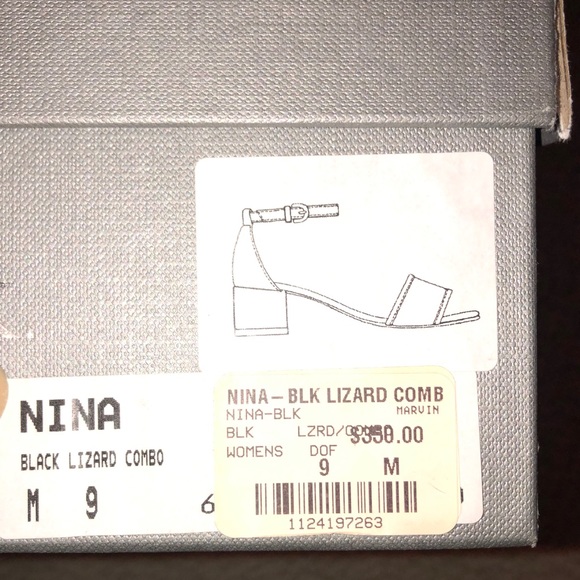 NINA
BLACK LIZARD COMBO
M 9 6
NINA-BLK LIZARD COMB
NINA-BLK MARVIN
BLK LZRD/COMBO $350.00
WOMENS DOF
9 M
1124197263